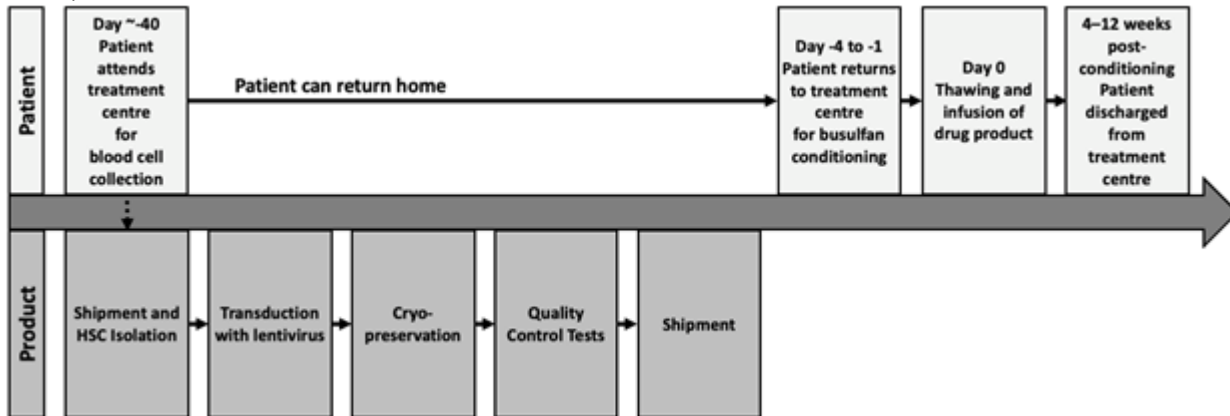 Patient
Day ~-40
Patient
attends
treatment
centre
for
blood cell
collection
Patient can return home
Day -4 to -1
Patient returns
to treatment
centre
for busulfan
conditioning
Day 0
Thawing and
infusion of
drug product
4–12 weeks
post-
conditioning
Patient
discharged
from
treatment
centre
Product
Shipment and
HSC Isolation
Transduction
with lentivirus
Cryo-
preservation
Quality
Control Tests
Shipment